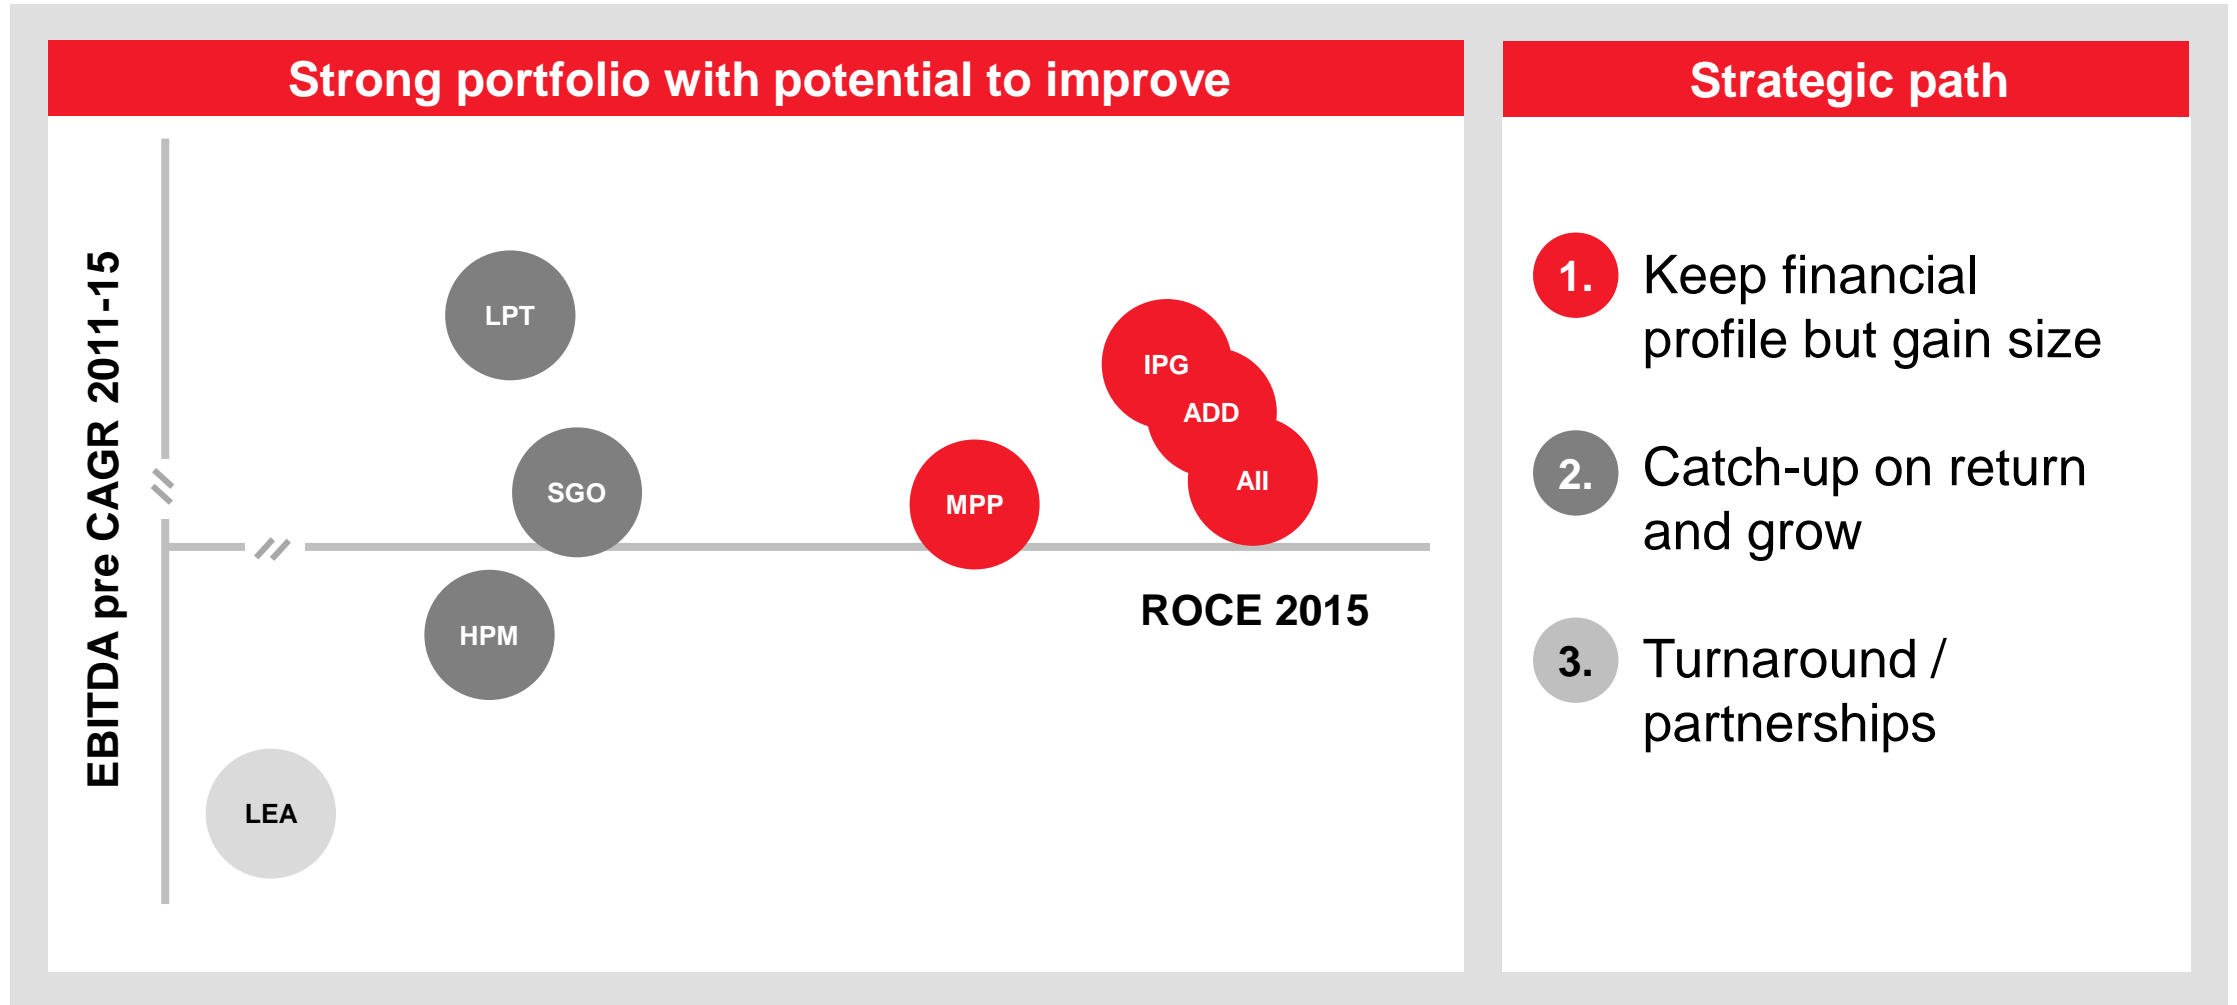 Strong portfolio with potential to improve
EBITDA pre CAGR 2011-15
LPT
IPG
ADD
AII
SGO
MPP
HPM
LEA
ROCE 2015
Strategic path
1. Keep financial
profile but gain size
2. Catch-up on return
and grow
3. Turnaround /
partnerships